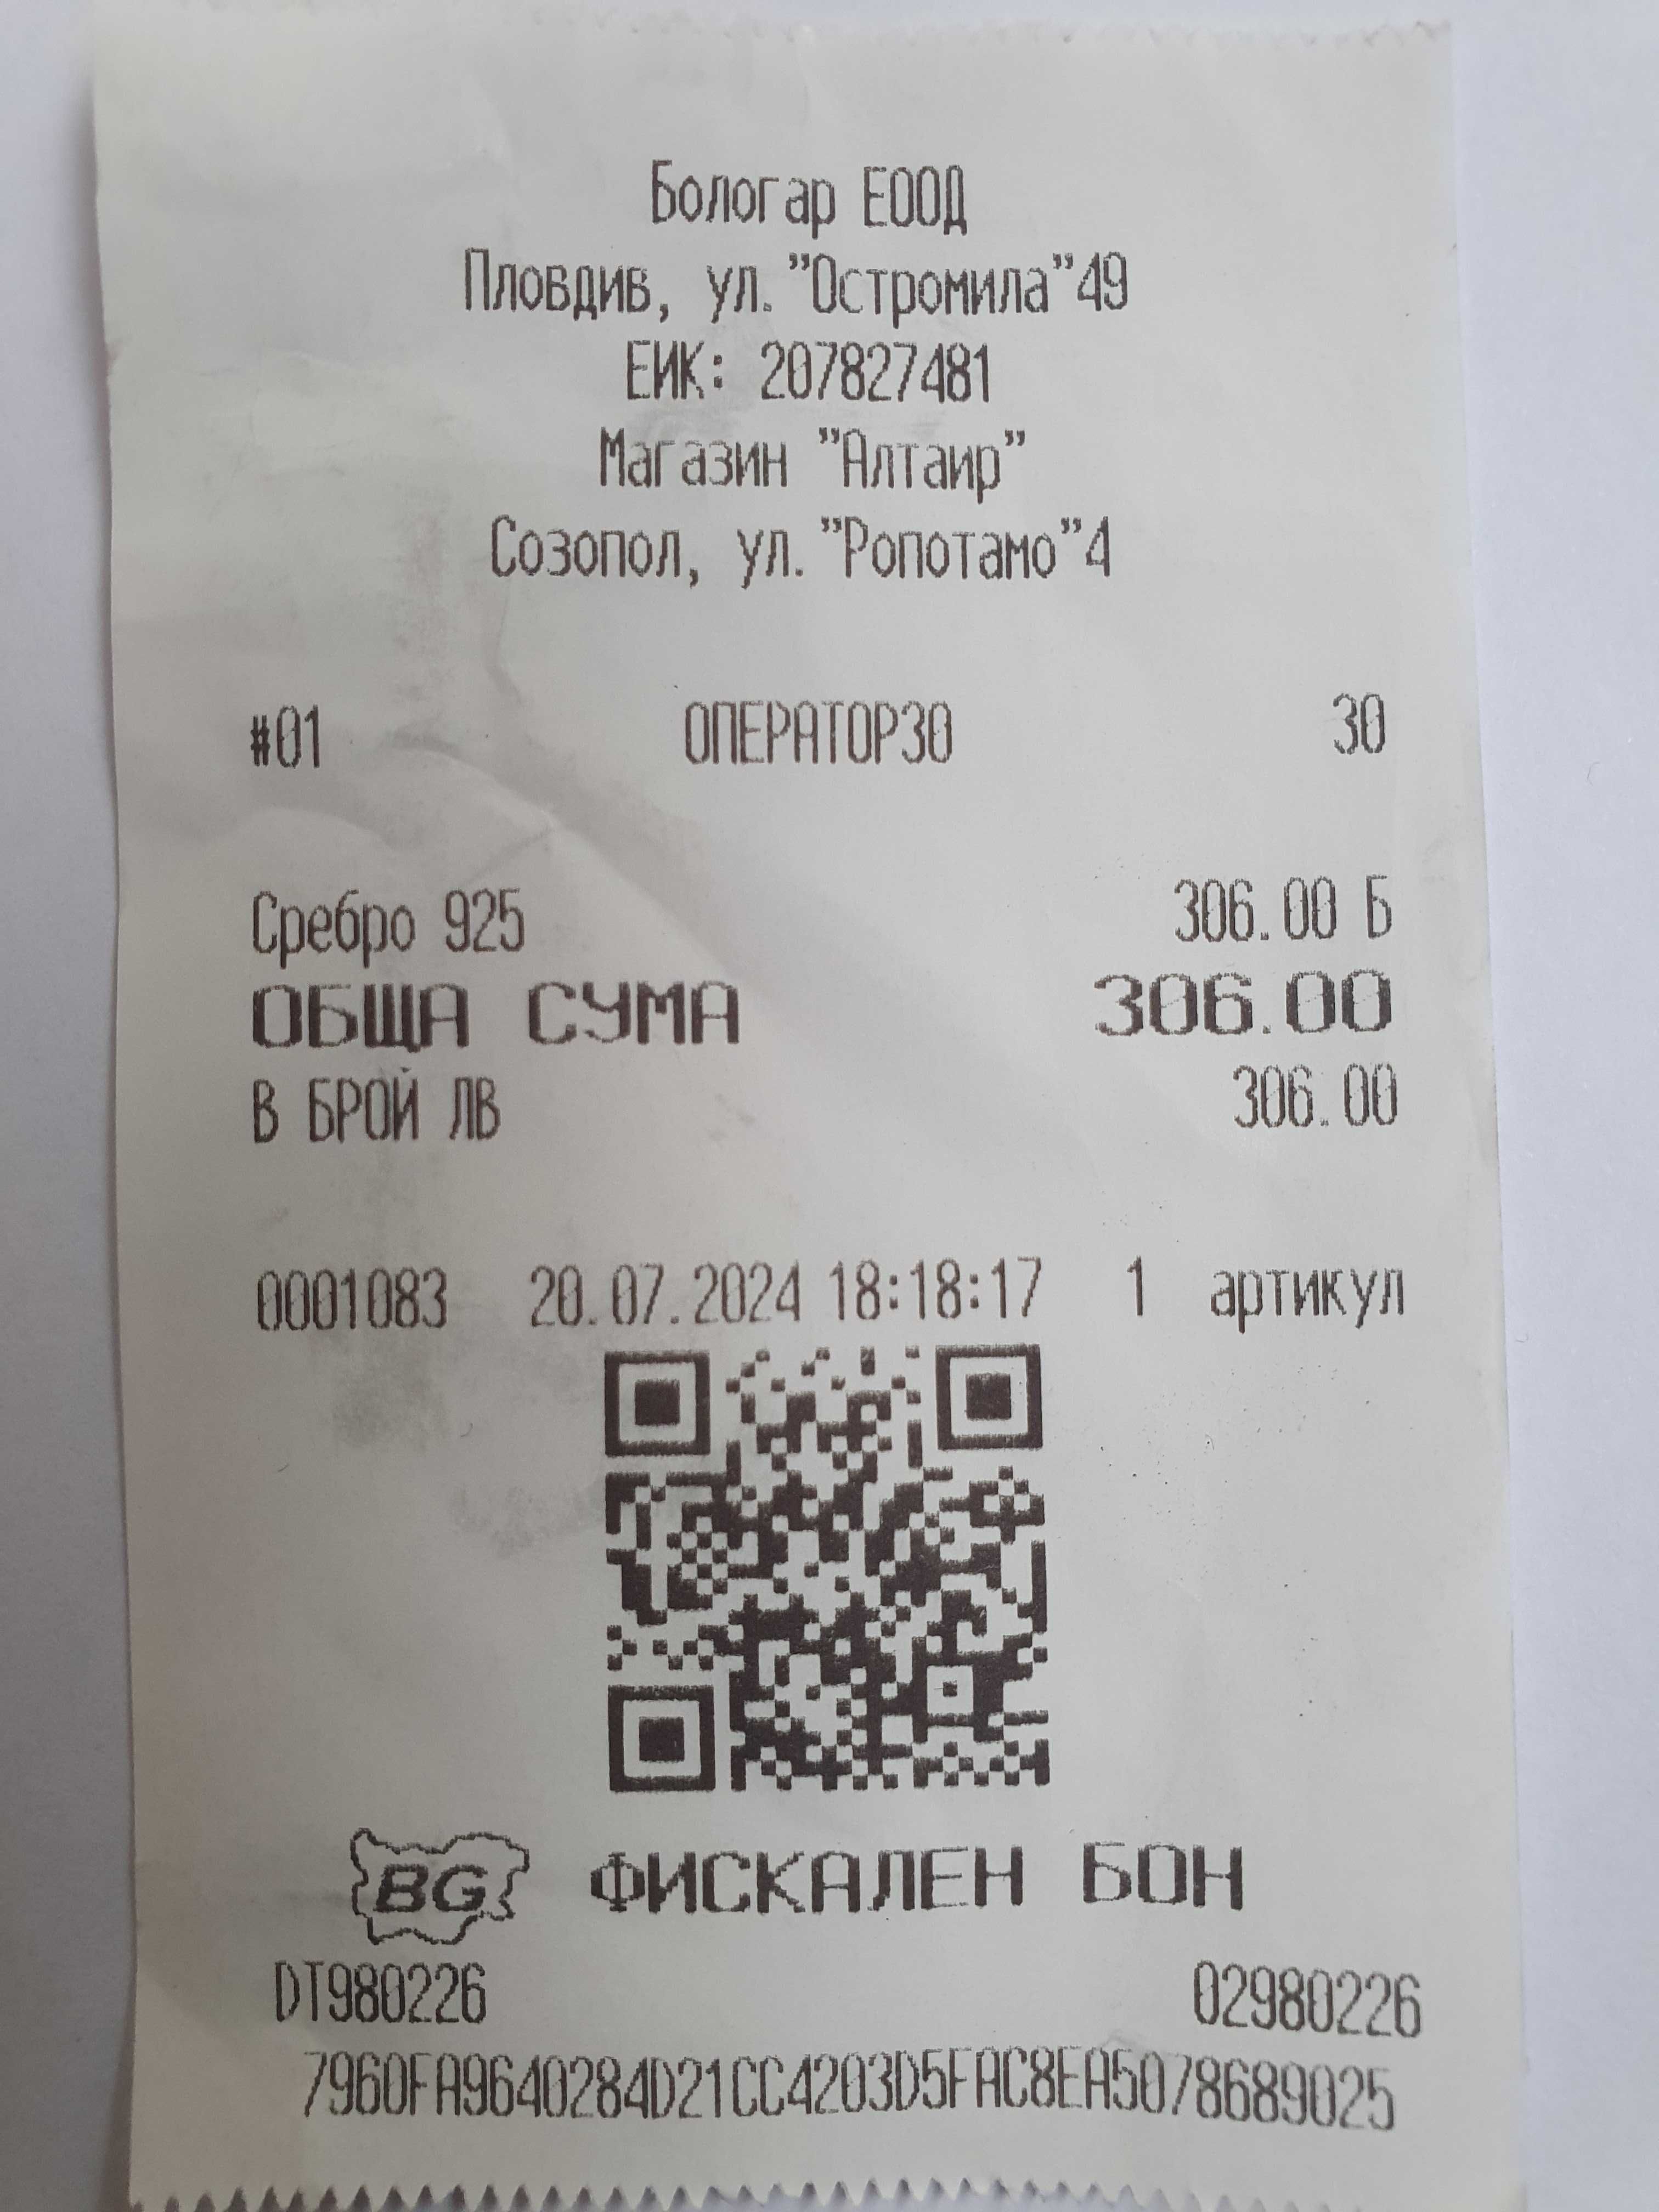 Бологар ЕООД
Пловдив, ул."Остромила"49
ЕИК: 207827481
Магазин "Алтаир"
Созопол, ул."Ропотамо"4
#01 ОПЕРАТОР30 30
Сребро 925 306.00 Б
ОБЩА СУМА 306.00
В БРОЙ ЛВ 306.00
0001083 20.07.2024 18:18:17 1 артикул
BG ФИСКАЛЕН БОН
DT980226 02980226
7960FA9640284D21CC4203D5FAC8EA5078689025